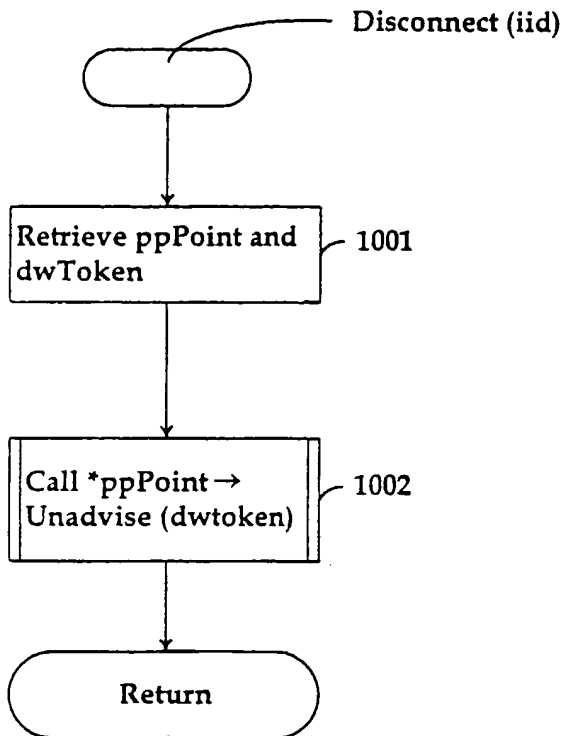 Disconnect (iid)
Retrieve ppPoint and
dwToken
1001
Call *ppPoint→
Unadvise (dwtoken)
1002
Return